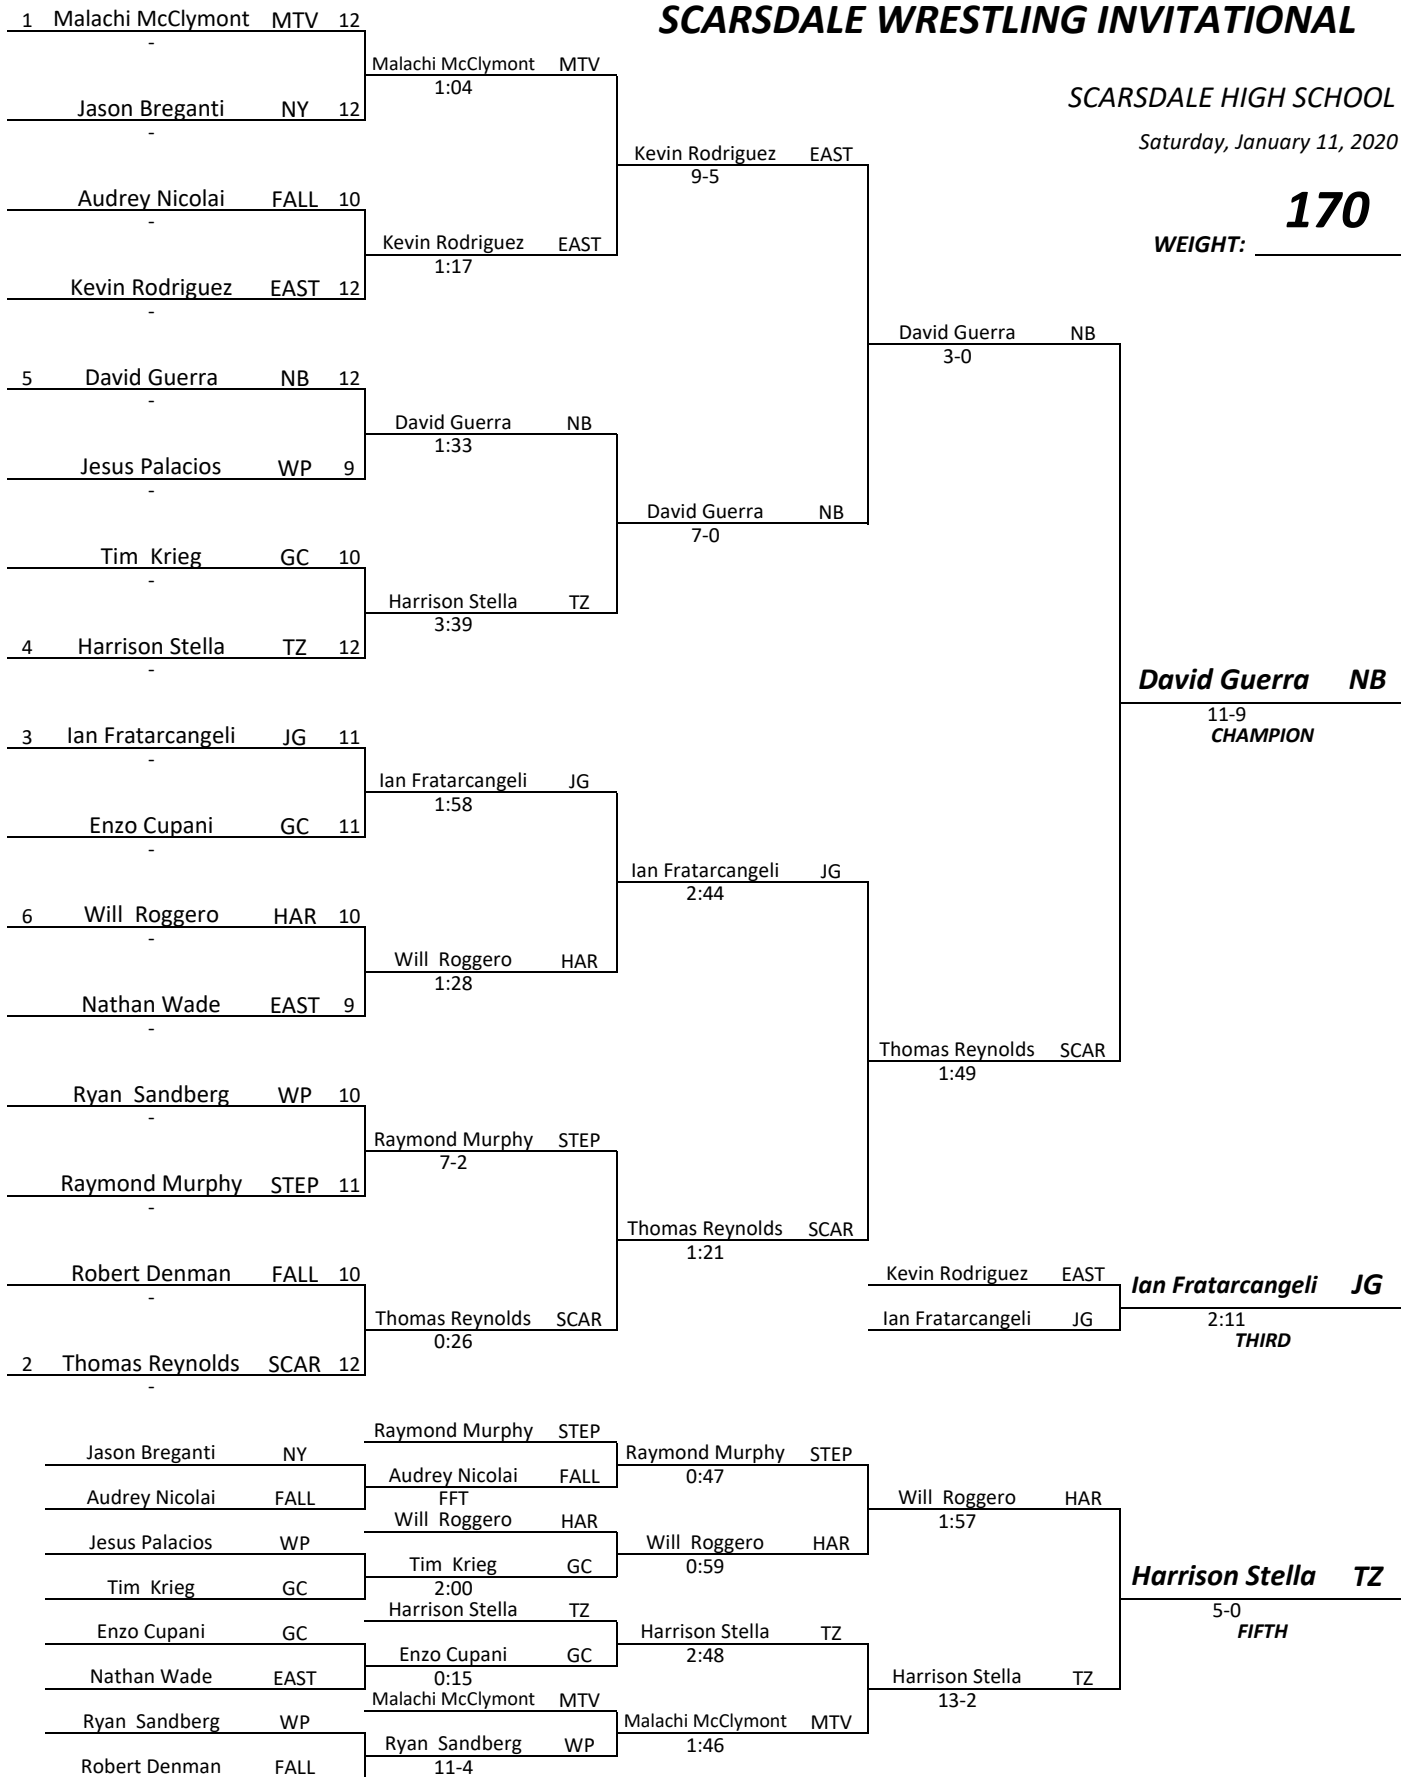 SCARSDALE WRESTLING INVITATIONAL
SCARSDALE HIGH SCHOOL
Saturday, January 11, 2020
170
WEIGHT:
1 Malachi McClymont MTV 12
-
Jason Breganti NY 12
-
Audrey Nicolai FALL 10
-
Kevin Rodriguez EAST 12
-
5 David Guerra NB 12
-
Jesus Palacios WP 9
-
Tim Krieg GC 10
-
4 Harrison Stella TZ 12
-
3 Ian Fratarcangeli JG 11
-
Enzo Cupani GC 11
-
6 Will Roggero HAR 10
-
Nathan Wade EAST 9
-
Ryan Sandberg WP 10
-
Raymond Murphy STEP 11
-
Robert Denman FALL 10
-
2 Thomas Reynolds SCAR 12
-
Malachi McClymont MTV
1:04
Kevin Rodriguez EAST
1:17
David Guerra NB
1:33
Harrison Stella TZ
3:39
Ian Fratarcangeli JG
1:58
Will Roggero HAR
1:28
Raymond Murphy STEP
7-2
Thomas Reynolds SCAR
0:26
Kevin Rodriguez EAST
9-5
David Guerra NB
7-0
Ian Fratarcangeli JG
2:44
Thomas Reynolds SCAR
1:21
David Guerra NB
3-0
Thomas Reynolds SCAR
1:49
David Guerra NB
11-9
CHAMPION
Kevin Rodriguez EAST
Ian Fratarcangeli JG
Ian Fratarcangeli JG
2:11
THIRD
Jason Breganti NY
Audrey Nicolai FALL
Jesus Palacios WP
Tim Krieg GC
Enzo Cupani GC
Nathan Wade EAST
Ryan Sandberg WP
Robert Denman FALL
Raymond Murphy STEP
Audrey Nicolai FALL
FFT
Will Roggero HAR
Tim Krieg GC
2:00
Harrison Stella TZ
Enzo Cupani GC
0:15
Malachi McClymont MTV
Ryan Sandberg WP
11-4
Raymond Murphy STEP
0:47
Will Roggero HAR
0:59
Harrison Stella TZ
2:48
Malachi McClymont MTV
1:46
Will Roggero HAR
1:57
Harrison Stella TZ
13-2
Harrison Stella TZ
5-0
FIFTH